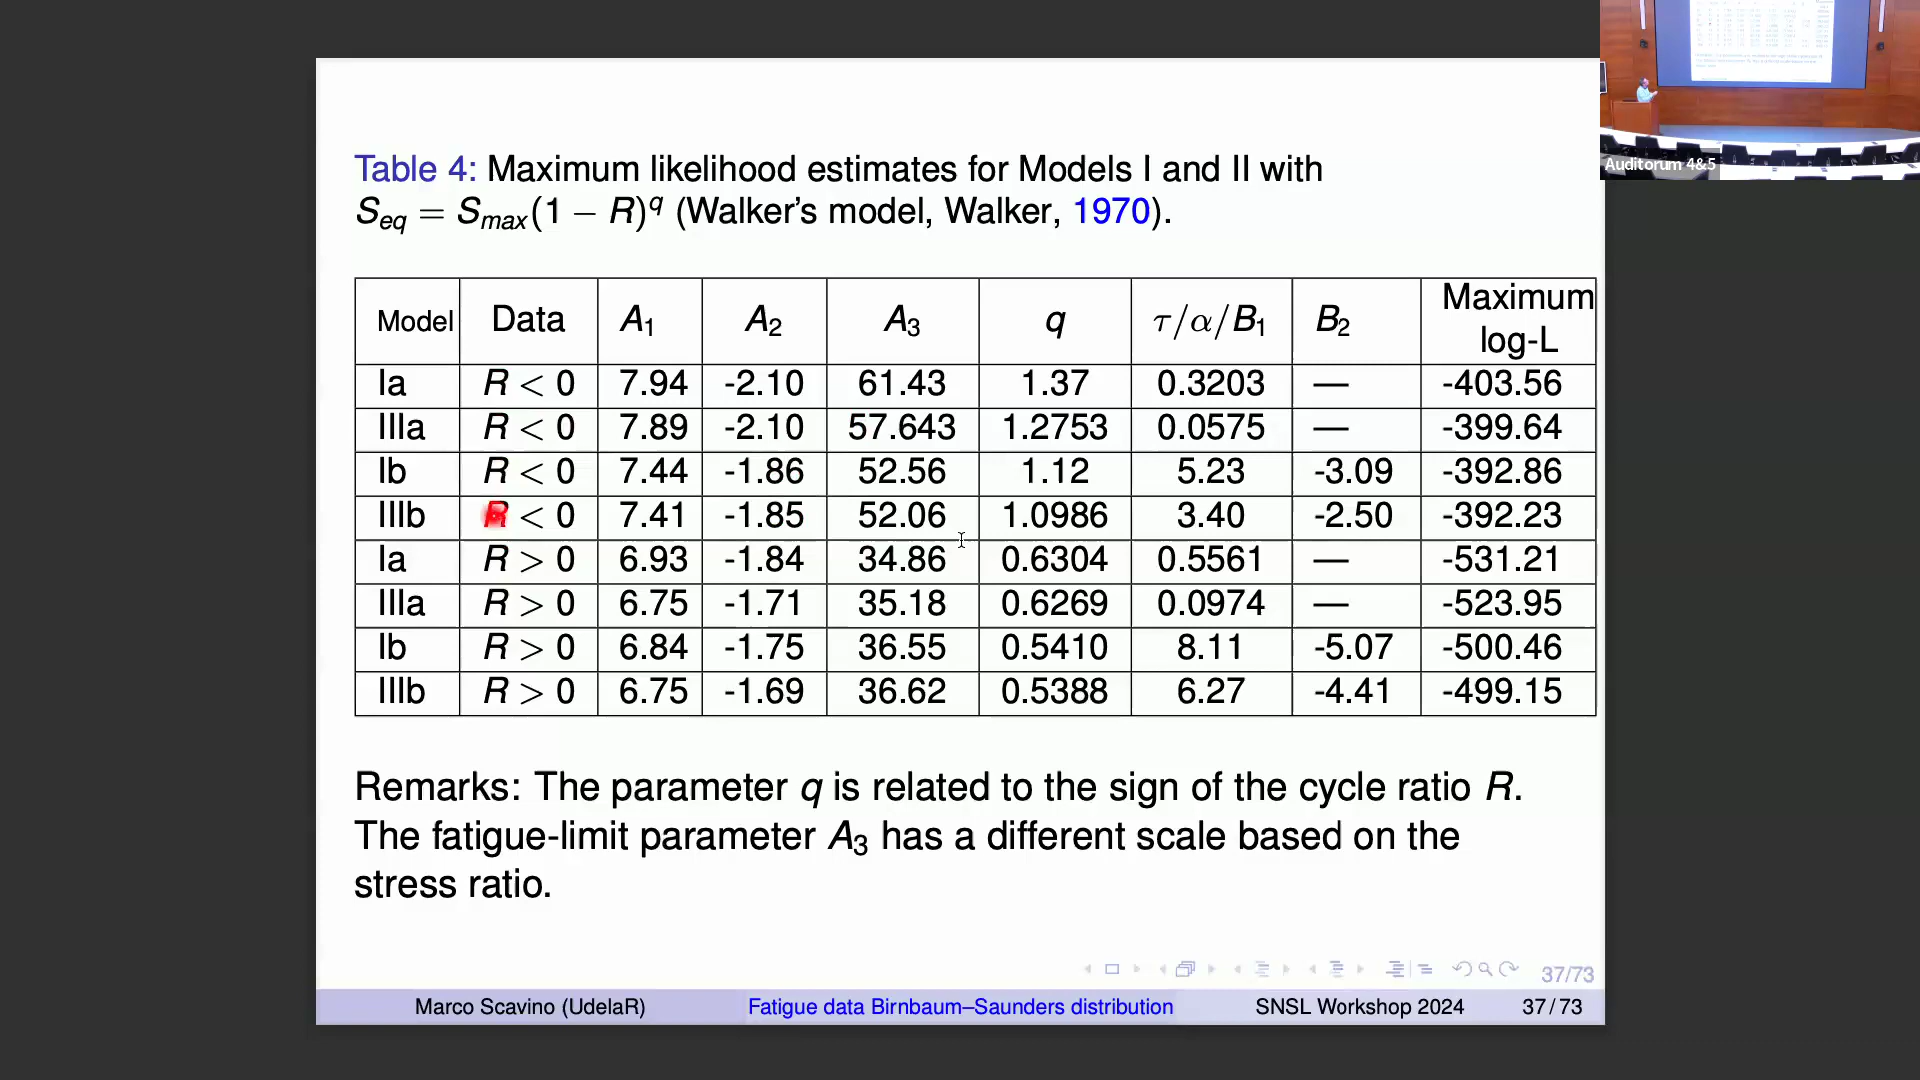 Auditorum 4&5
Table 4: Maximum likelihood estimates for Models I and II with
S_eq = S_max(1 − R)^q (Walker's model, Walker, 1970).
Model Data A_1 A_2 A_3 q τ/α/B_1 B_2 Maximum log-L
Ia R < 0 7.94 -2.10 61.43 1.37 0.3203 — -403.56
IIIa R < 0 7.89 -2.10 57.643 1.2753 0.0575 — -399.64
Ib R < 0 7.44 -1.86 52.56 1.12 5.23 -3.09 -392.86
IIIb R < 0 7.41 -1.85 52.06 1.0986 3.40 -2.50 -392.23
Ia R > 0 6.93 -1.84 34.86 0.6304 0.5561 — -531.21
IIIa R > 0 6.75 -1.71 35.18 0.6269 0.0974 — -523.95
Ib R > 0 6.84 -1.75 36.55 0.5410 8.11 -5.07 -500.46
IIIb R > 0 6.75 -1.69 36.62 0.5388 6.27 -4.41 -499.15
Remarks: The parameter q is related to the sign of the cycle ratio R.
The fatigue-limit parameter A_3 has a different scale based on the
stress ratio.
37/73
Marco Scavino (UdelaR) Fatigue data Birnbaum–Saunders distribution SNSL Workshop 2024 37 / 73